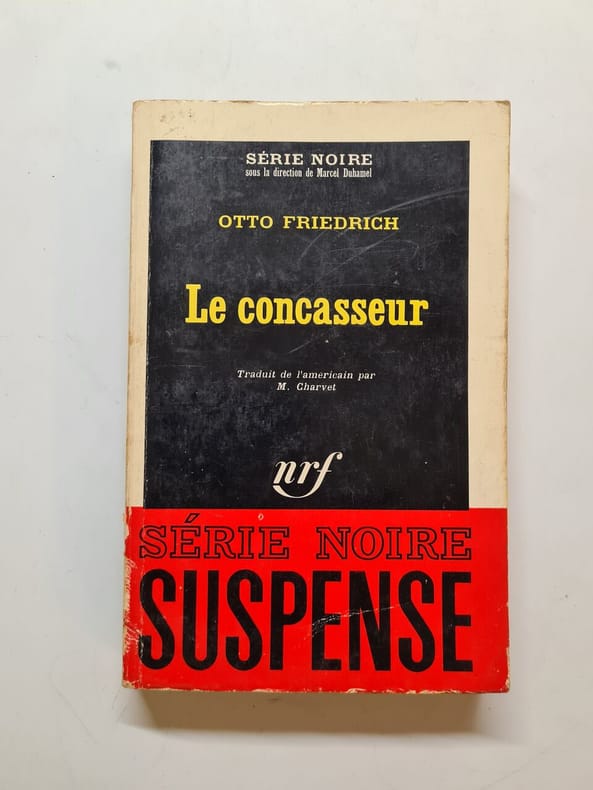 SÉRIE NOIRE
sous la direction de Marcel Duhamel
OTTO FRIEDRICH
Le concasseur
Traduit de l'americain par
M. Charvet
nrf
SÉRIE NOIRE
SUSPENSE